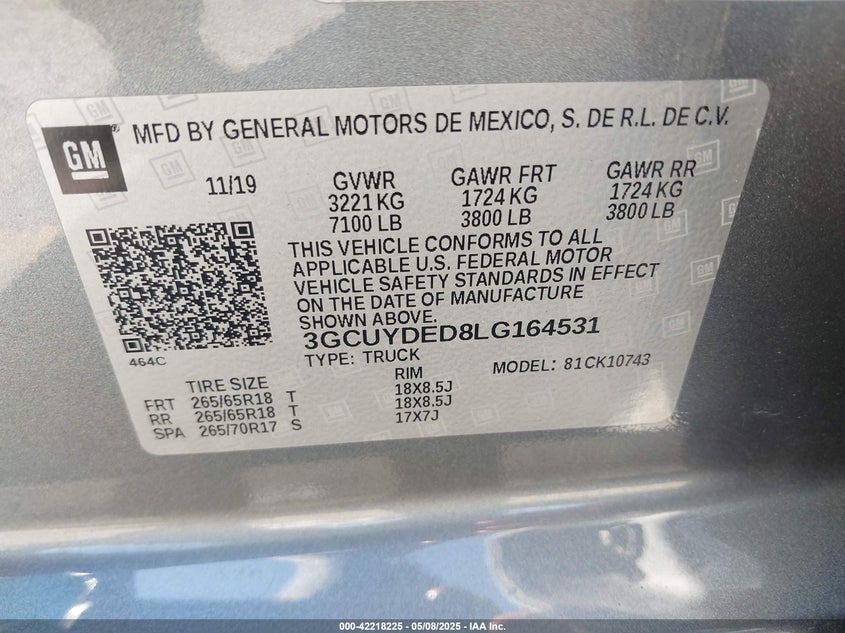 GM
MFD BY GENERAL MOTORS DE MEXICO, S. DE R.L. DE C.V.
11/19
GVWR
3221 KG
7100 LB
GAWR FRT
1724 KG
3800 LB
GAWR RR
1724 KG
3800 LB
THIS VEHICLE CONFORMS TO ALL
APPLICABLE U.S. FEDERAL MOTOR
VEHICLE SAFETY STANDARDS IN EFFECT
ON THE DATE OF MANUFACTURE
SHOWN ABOVE.
3GCUYDED8LG164531
464C
TYPE: TRUCK
MODEL: 81CK10743
TIRE SIZE RIM
FRT 265/65R18 T 18X8.5J
RR 265/65R18 T 18X8.5J
SPA 265/70R17 S 17X7J
000-42218225 - 05/08/2025 - IAA Inc.